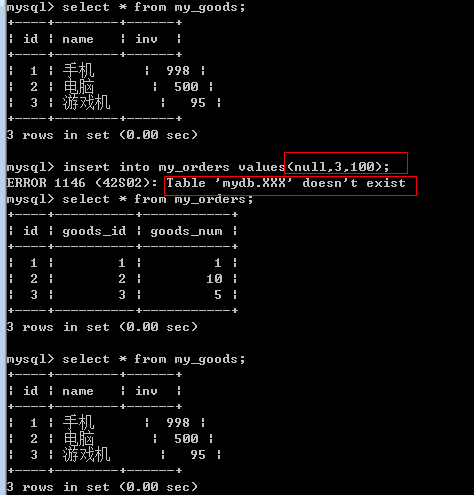 mysql> select * from my_goods;
+----+---------+------+
| id | name    | inv  |
+----+---------+------+
|  1 | 手机       |  998 |
|  2 | 电脑        |  500 |
|  3 | 游戏机       |   95 |
+----+---------+------+
3 rows in set (0.00 sec)
mysql> insert into my_orders values(null,3,100);
ERROR 1146 (42S02): Table 'mydb.XXX' doesn't exist
mysql> select * from my_orders;
+----+----------+-----------+
| id | goods_id | goods_num |
+----+----------+-----------+
|  1 |        1 |         1 |
|  2 |        2 |        10 |
|  3 |        3 |         5 |
+----+----------+-----------+
3 rows in set (0.00 sec)
mysql> select * from my_goods;
+----+---------+------+
| id | name    | inv  |
+----+---------+------+
|  1 | 手机       |  998 |
|  2 | 电脑        |  500 |
|  3 | 游戏机       |   95 |
+----+---------+------+
3 rows in set (0.00 sec)